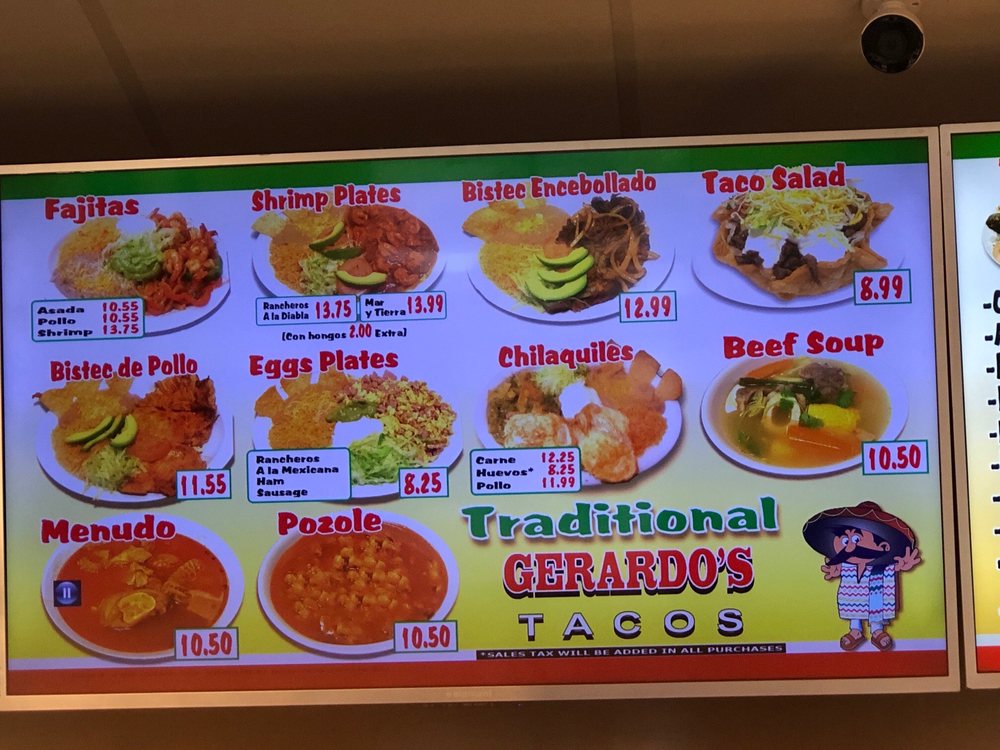 Fajitas
Asada 10.55
Pollo 10.55
Shrimp 13.75
Shrimp Plates
Rancheros
A la Diabla 13.75
Mar
y Tierra 13.99
(Con hongos 2.00 Extra)
Bistec Encebollado
12.99
Taco Salad
8.99
Bistec de Pollo
11.55
Eggs Plates
Rancheros
A la Mexicana
Ham
Sausage
8.25
Chilaquiles
Carne 12.25
Huevos* 8.25
Pollo 11.99
Beef Soup
10.50
Menudo
10.50
Pozole
10.50
Traditional
GERARDO'S
TACOS
*SALES TAX WILL BE ADDED IN ALL PURCHASES